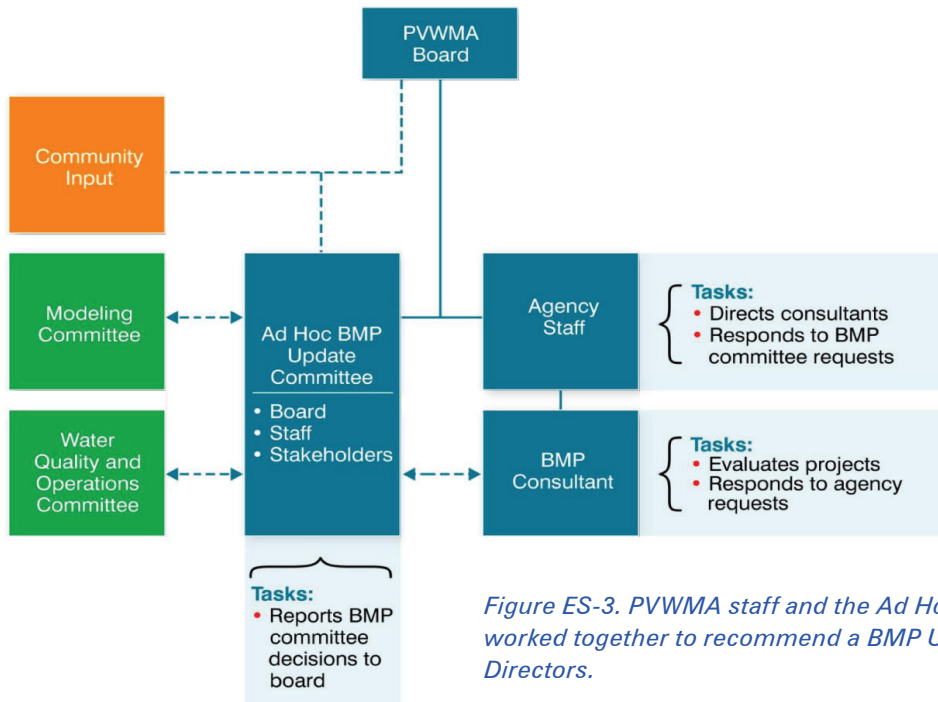 PVWMA
Board
Community
Input
Modeling
Committee
Water
Quality and
Operations
Committee
Ad Hoc BMP
Update
Committee
• Board
• Staff
• Stakeholders
Tasks:
• Reports BMP
committee
decisions to
board
Agency
Staff
Tasks:
• Directs consultants
• Responds to BMP
committee requests
BMP
Consultant
Tasks:
• Evaluates projects
• Responds to agency
requests
Figure ES-3. PVWMA staff and the Ad Ho
worked together to recommend a BMP U
Directors.